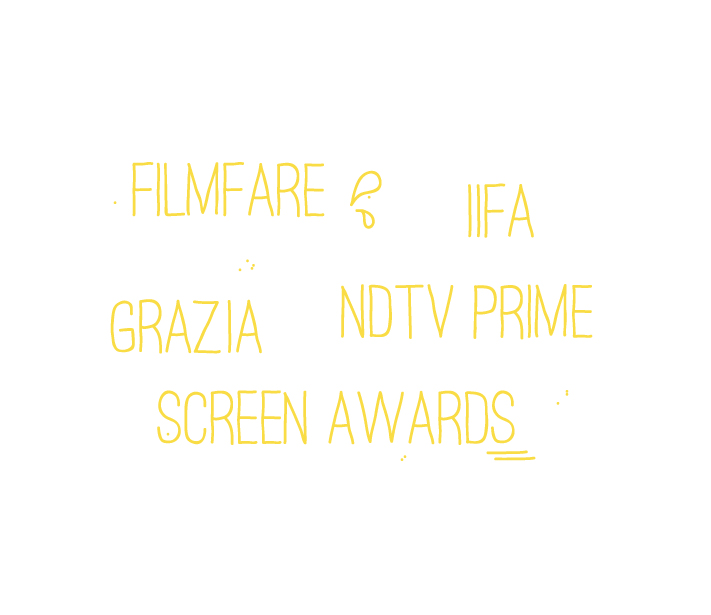 FILMFARE
IIFA
GRAZIA
NDTV PRIME
SCREEN AWARDS